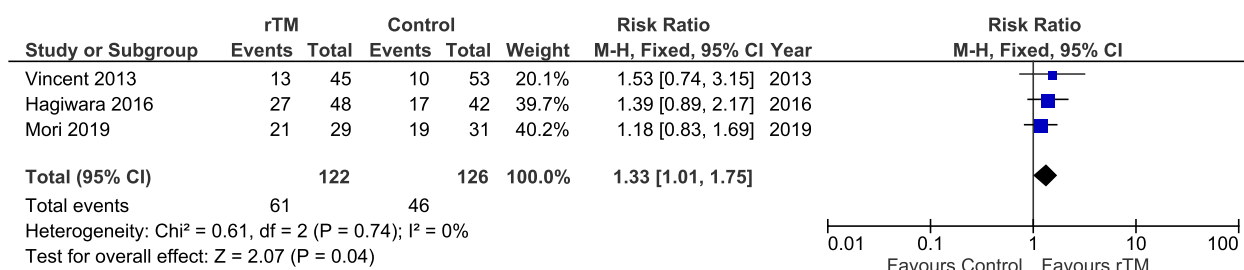 rTM Control Risk Ratio Risk Ratio
Study or Subgroup Events Total Events Total Weight M-H, Fixed, 95% CI Year M-H, Fixed, 95% CI
Vincent 2013 13 45 10 53 20.1% 1.53 [0.74, 3.15] 2013
Hagiwara 2016 27 48 17 42 39.7% 1.39 [0.89, 2.17] 2016
Mori 2019 21 29 19 31 40.2% 1.18 [0.83, 1.69] 2019
Total (95% CI) 122 126 100.0% 1.33 [1.01, 1.75]
Total events 61 46
Heterogeneity: Chi² = 0.61, df = 2 (P = 0.74); I² = 0%
Test for overall effect: Z = 2.07 (P = 0.04)
0.01 0.1 1 10 100
Favours Control Favours rTM